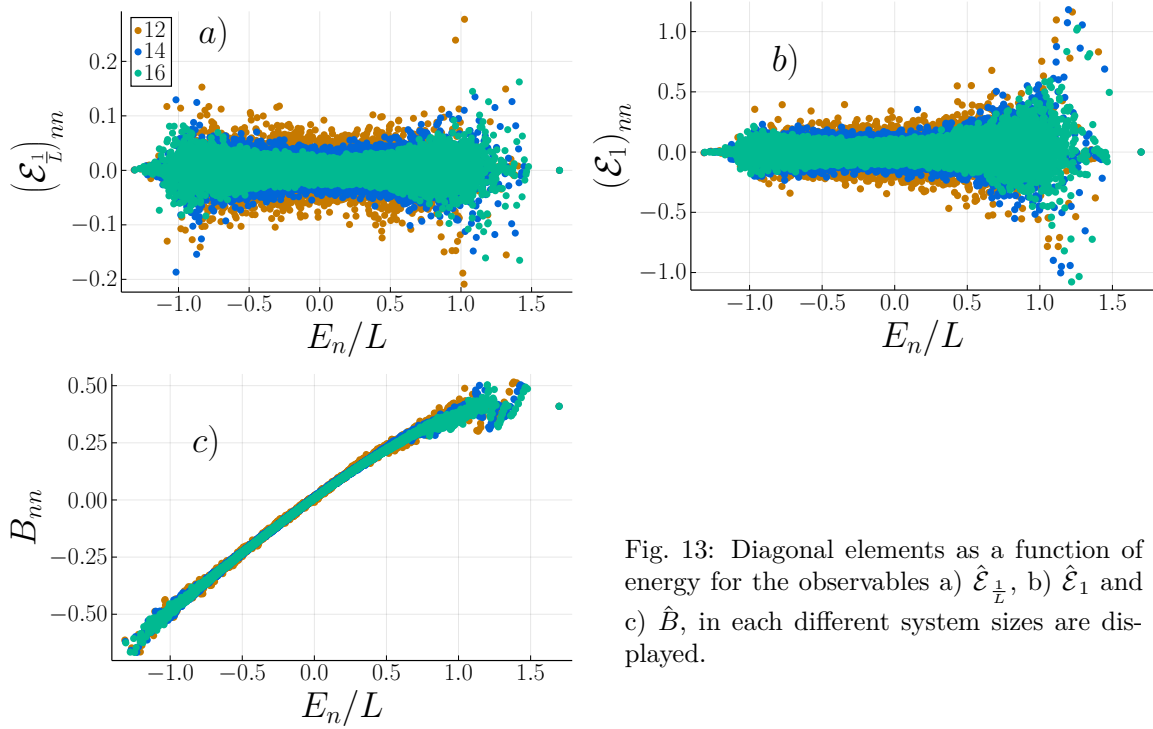 a)
12
14
16
0.2
0.1
0.0
−0.1
−0.2
(𝓔_{1/L})_{nn}
−1.0 −0.5 0.0 0.5 1.0 1.5
E_n/L
b)
1.0
0.5
0.0
−0.5
−1.0
(𝓔_1)_{nn}
−1.0 −0.5 0.0 0.5 1.0 1.5
E_n/L
c)
0.50
0.25
0.00
−0.25
−0.50
B_{nn}
−1.0 −0.5 0.0 0.5 1.0 1.5
E_n/L
Fig. 13: Diagonal elements as a function of
energy for the observables a) 𝓔̂_{1/L}, b) 𝓔̂_1 and
c) B̂, in each different system sizes are dis-
played.